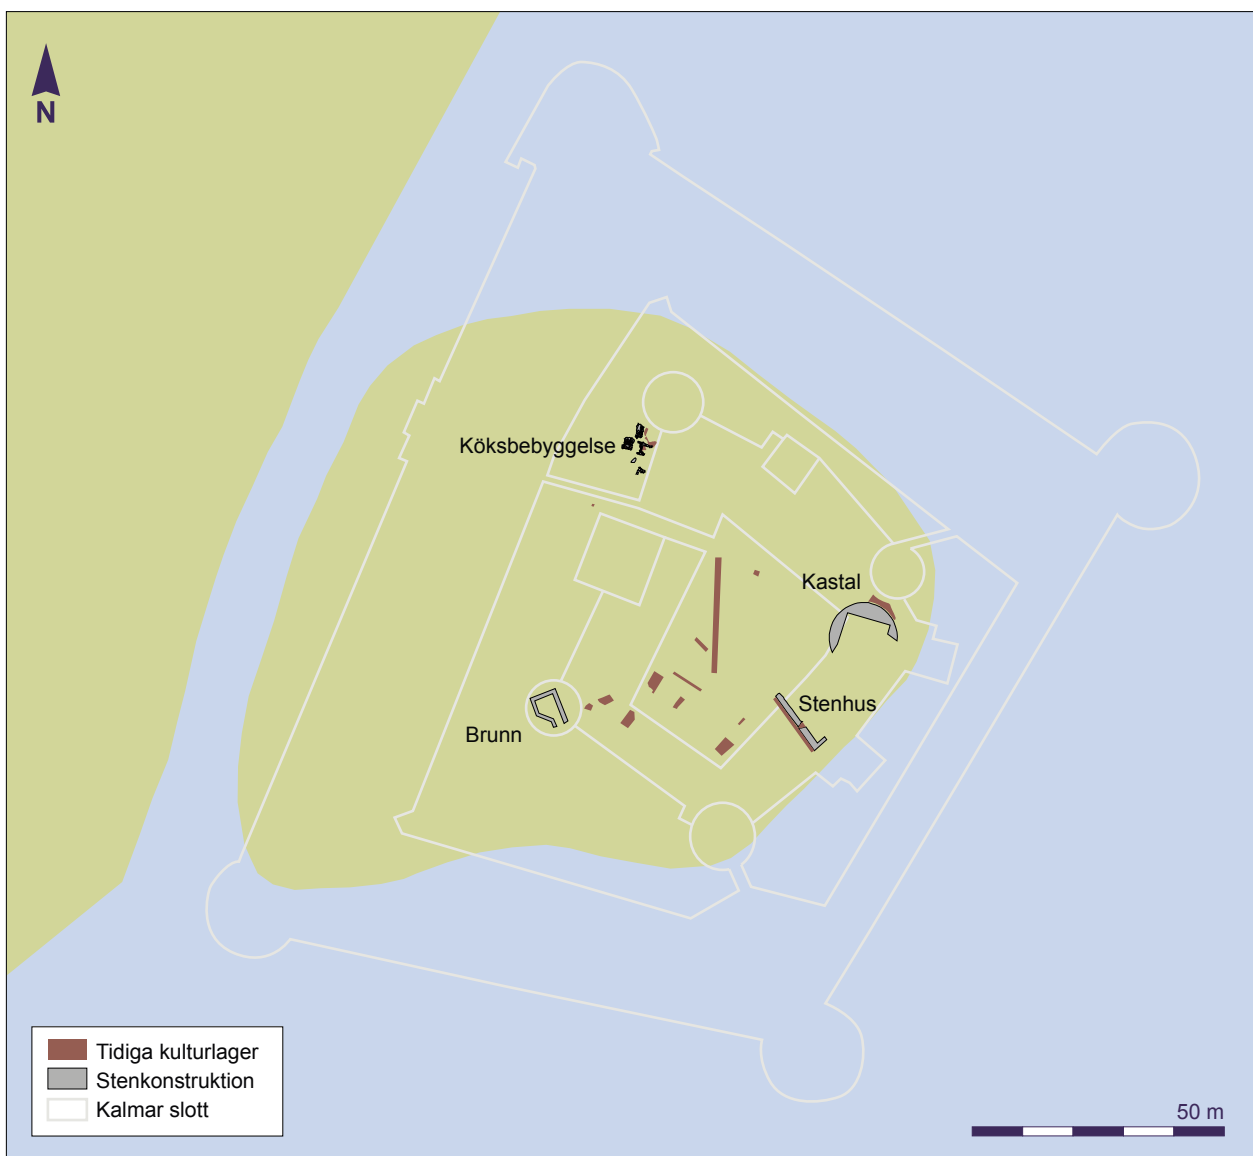 N
Köksbebyggelse
Kastal
Stenhus
Brunn
Tidiga kulturlager
Stenkonstruktion
Kalmar slott
50 m